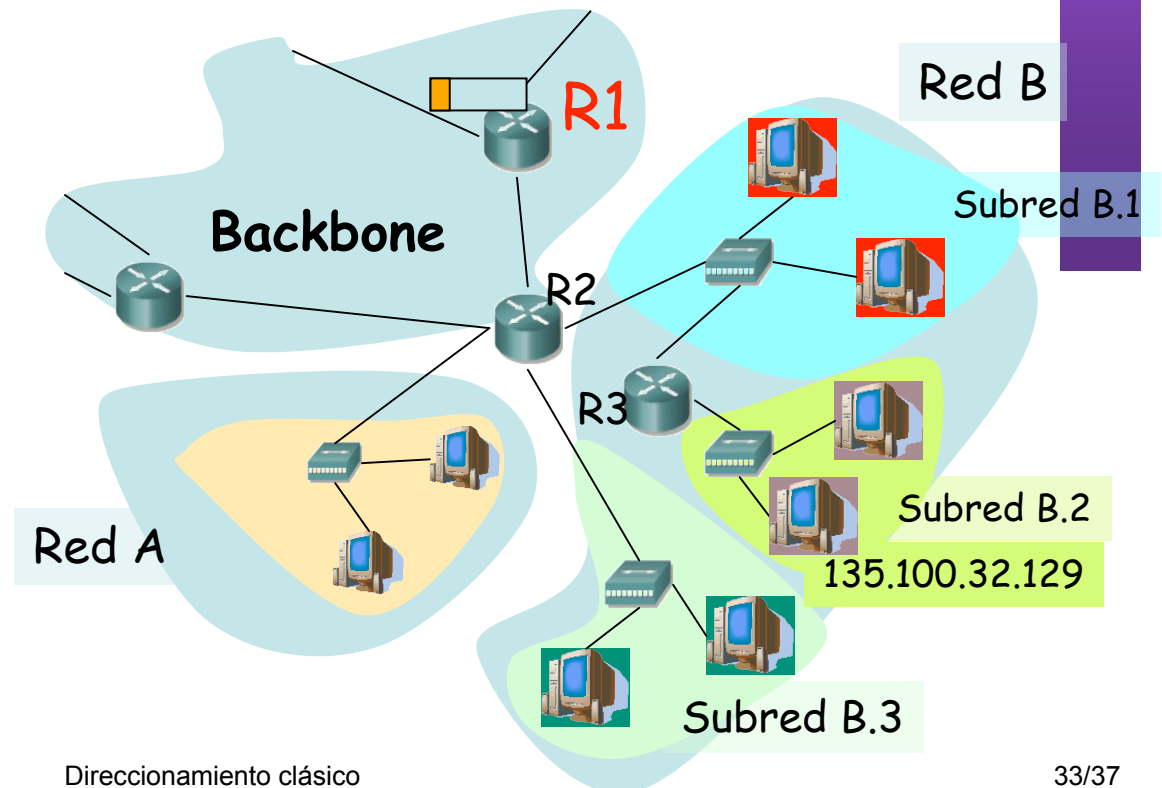 R1
Red B
Subred B.1
Backbone
R2
R3
Red A
Subred B.2
135.100.32.129
Subred B.3
Direccionamiento clásico
33/37